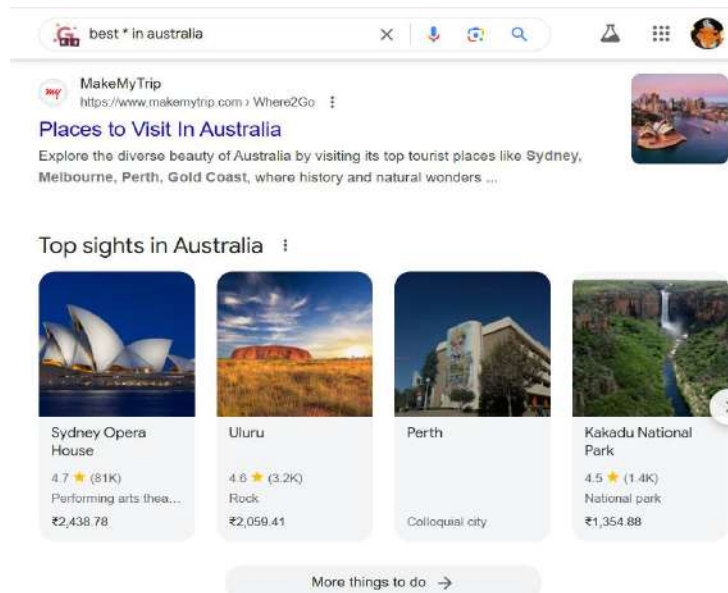 best * in australia
MakeMyTrip
https://www.makemytrip.com › Where2Go
Places to Visit In Australia
Explore the diverse beauty of Australia by visiting its top tourist places like Sydney,
Melbourne, Perth, Gold Coast, where history and natural wonders ...
Top sights in Australia
Sydney Opera
House
4.7 ★ (81K)
Performing arts thea...
₹2,438.78
Uluru
4.6 ★ (3.2K)
Rock
₹2,059.41
Perth
Colloquial city
Kakadu National
Park
4.5 ★ (1.4K)
National park
₹1,354.88
More things to do →